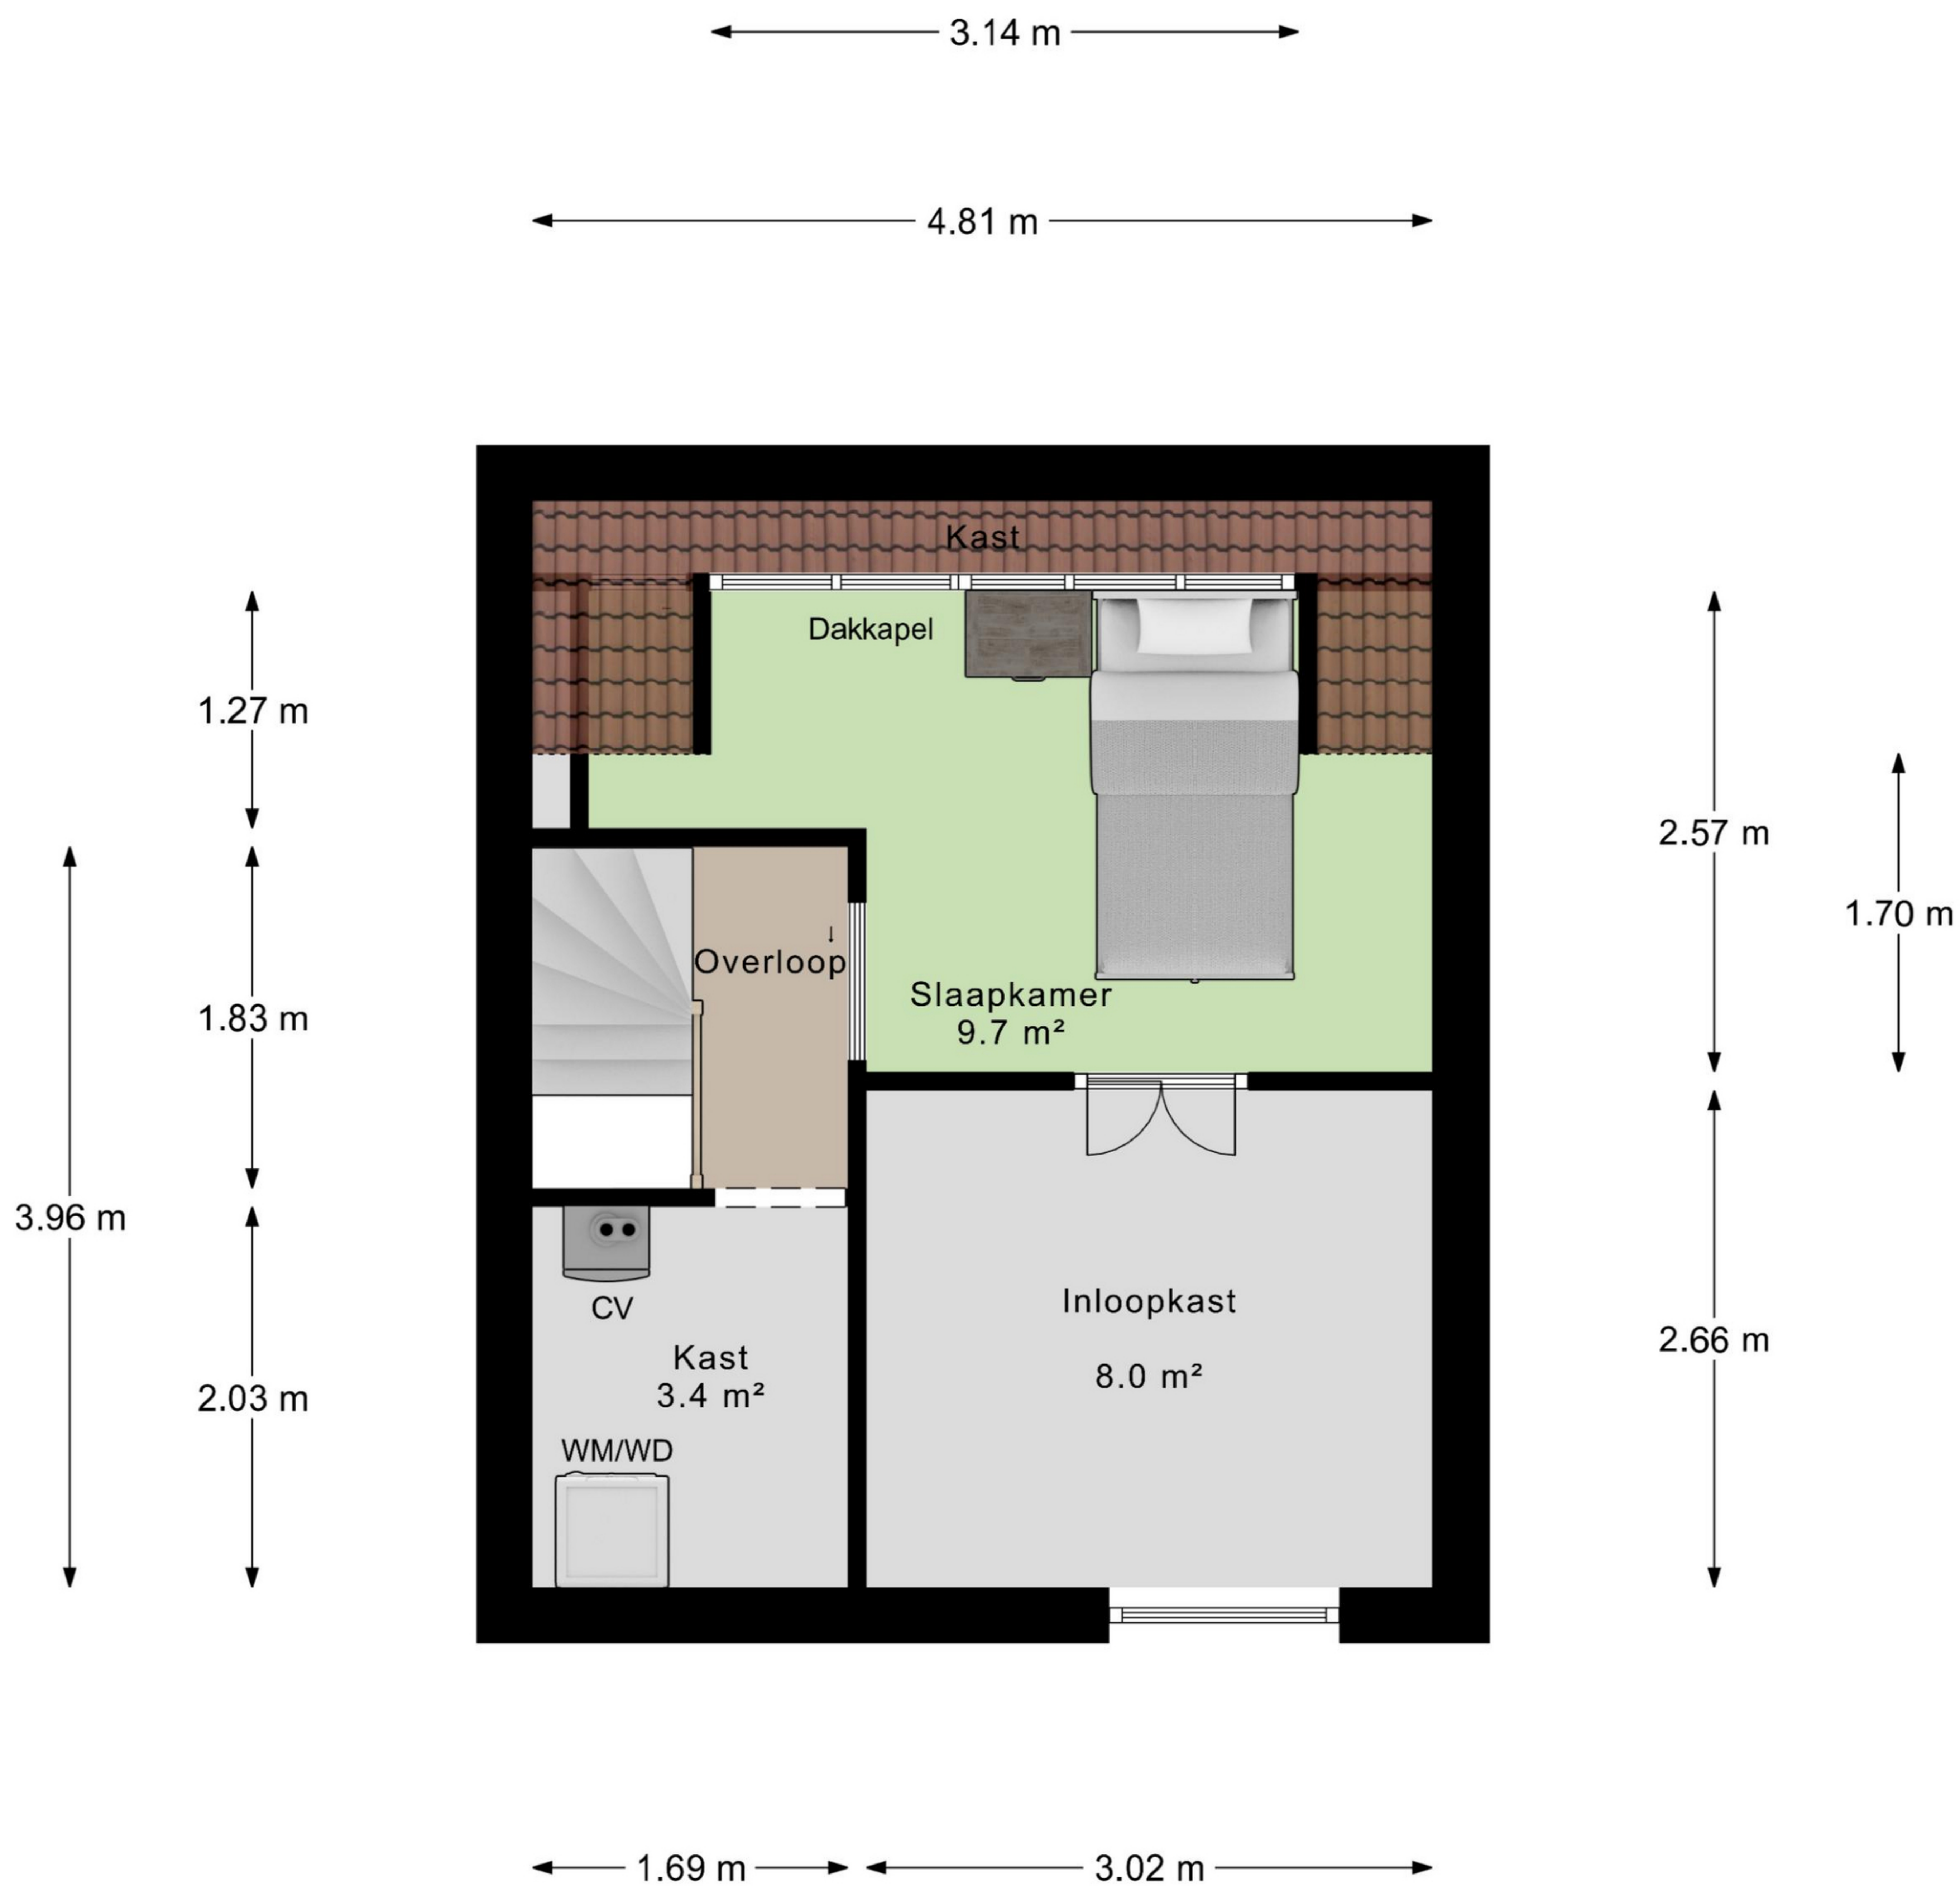 3.14 m
4.81 m
Kast
Dakkapel
1.27 m
2.57 m
1.70 m
Overloop
Slaapkamer
9.7 m²
1.83 m
3.96 m
Inloopkast
8.0 m²
CV
Kast
3.4 m²
2.66 m
2.03 m
WM/WD
1.69 m
3.02 m